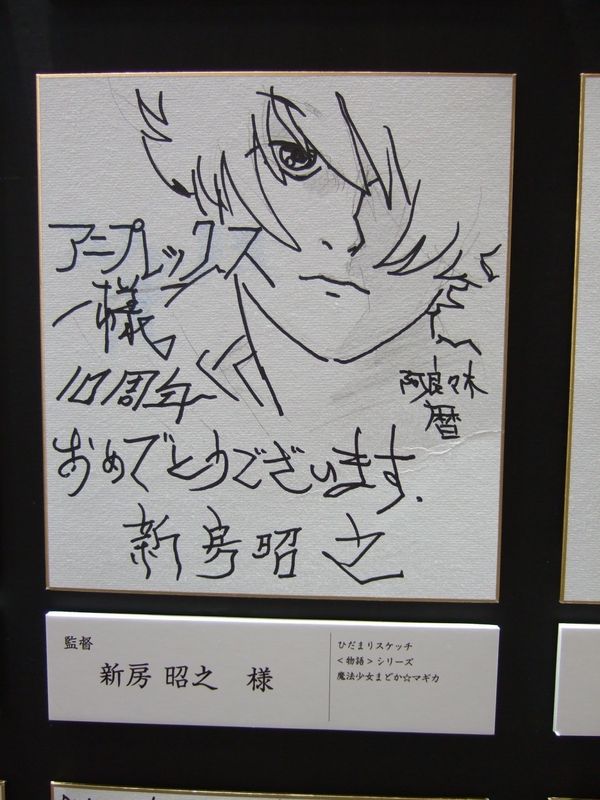 アニプレックス
様
10周年
おめでとうございます.
阿良々木
暦
新房昭之
監督
新房 昭之 様
ひだまりスケッチ
<物語>シリーズ
魔法少女まどか☆マギカ